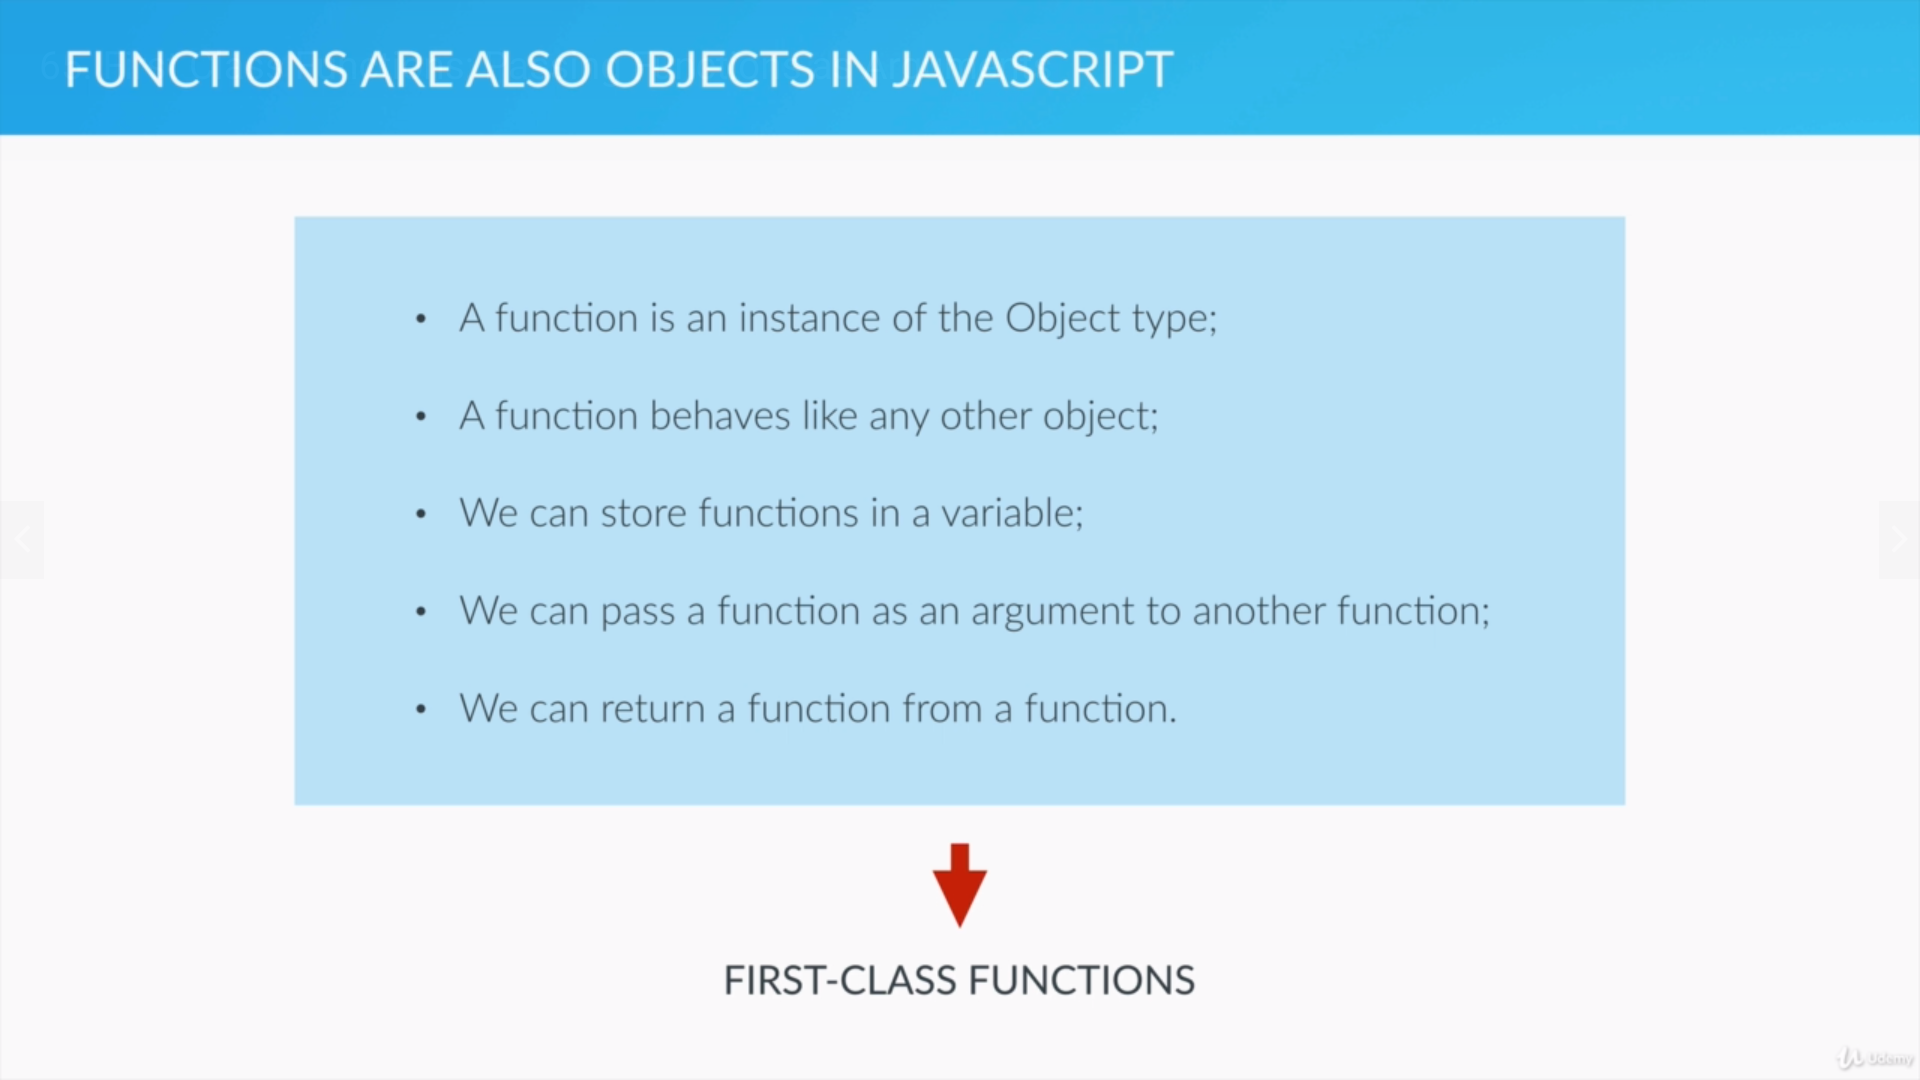 FUNCTIONS ARE ALSO OBJECTS IN JAVASCRIPT
• A function is an instance of the Object type;
• A function behaves like any other object;
• We can store functions in a variable;
• We can pass a function as an argument to another function;
• We can return a function from a function.
FIRST-CLASS FUNCTIONS
Udemy